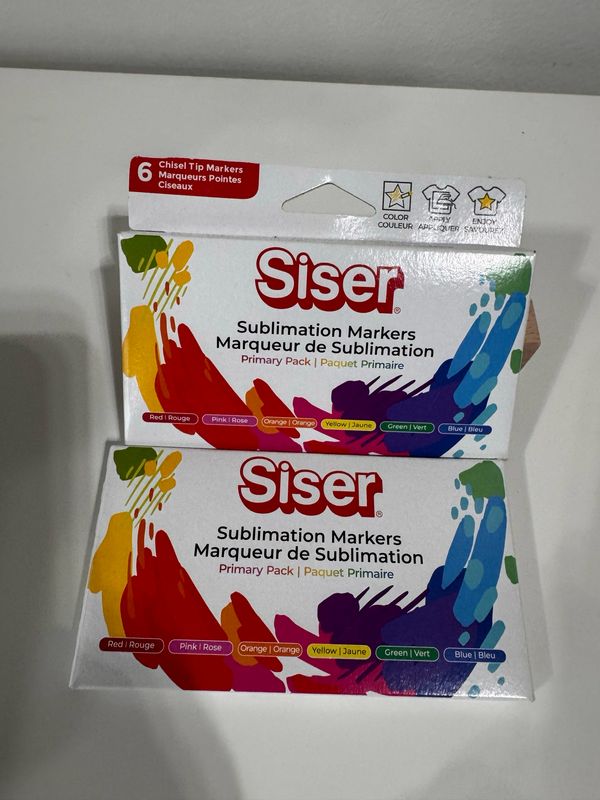 6 Chisel Tip Markers
Marqueurs Pointes
Ciseaux
COLOR
COULEUR
APPLY
APPLIQUER
ENJOY
SAVOUREZ
Siser®
Sublimation Markers
Marqueur de Sublimation
Primary Pack | Paquet Primaire
Red | Rouge Pink | Rose Orange | Orange Yellow | Jaune Green | Vert Blue | Bleu
Siser®
Sublimation Markers
Marqueur de Sublimation
Primary Pack | Paquet Primaire
Red | Rouge Pink | Rose Orange | Orange Yellow | Jaune Green | Vert Blue | Bleu